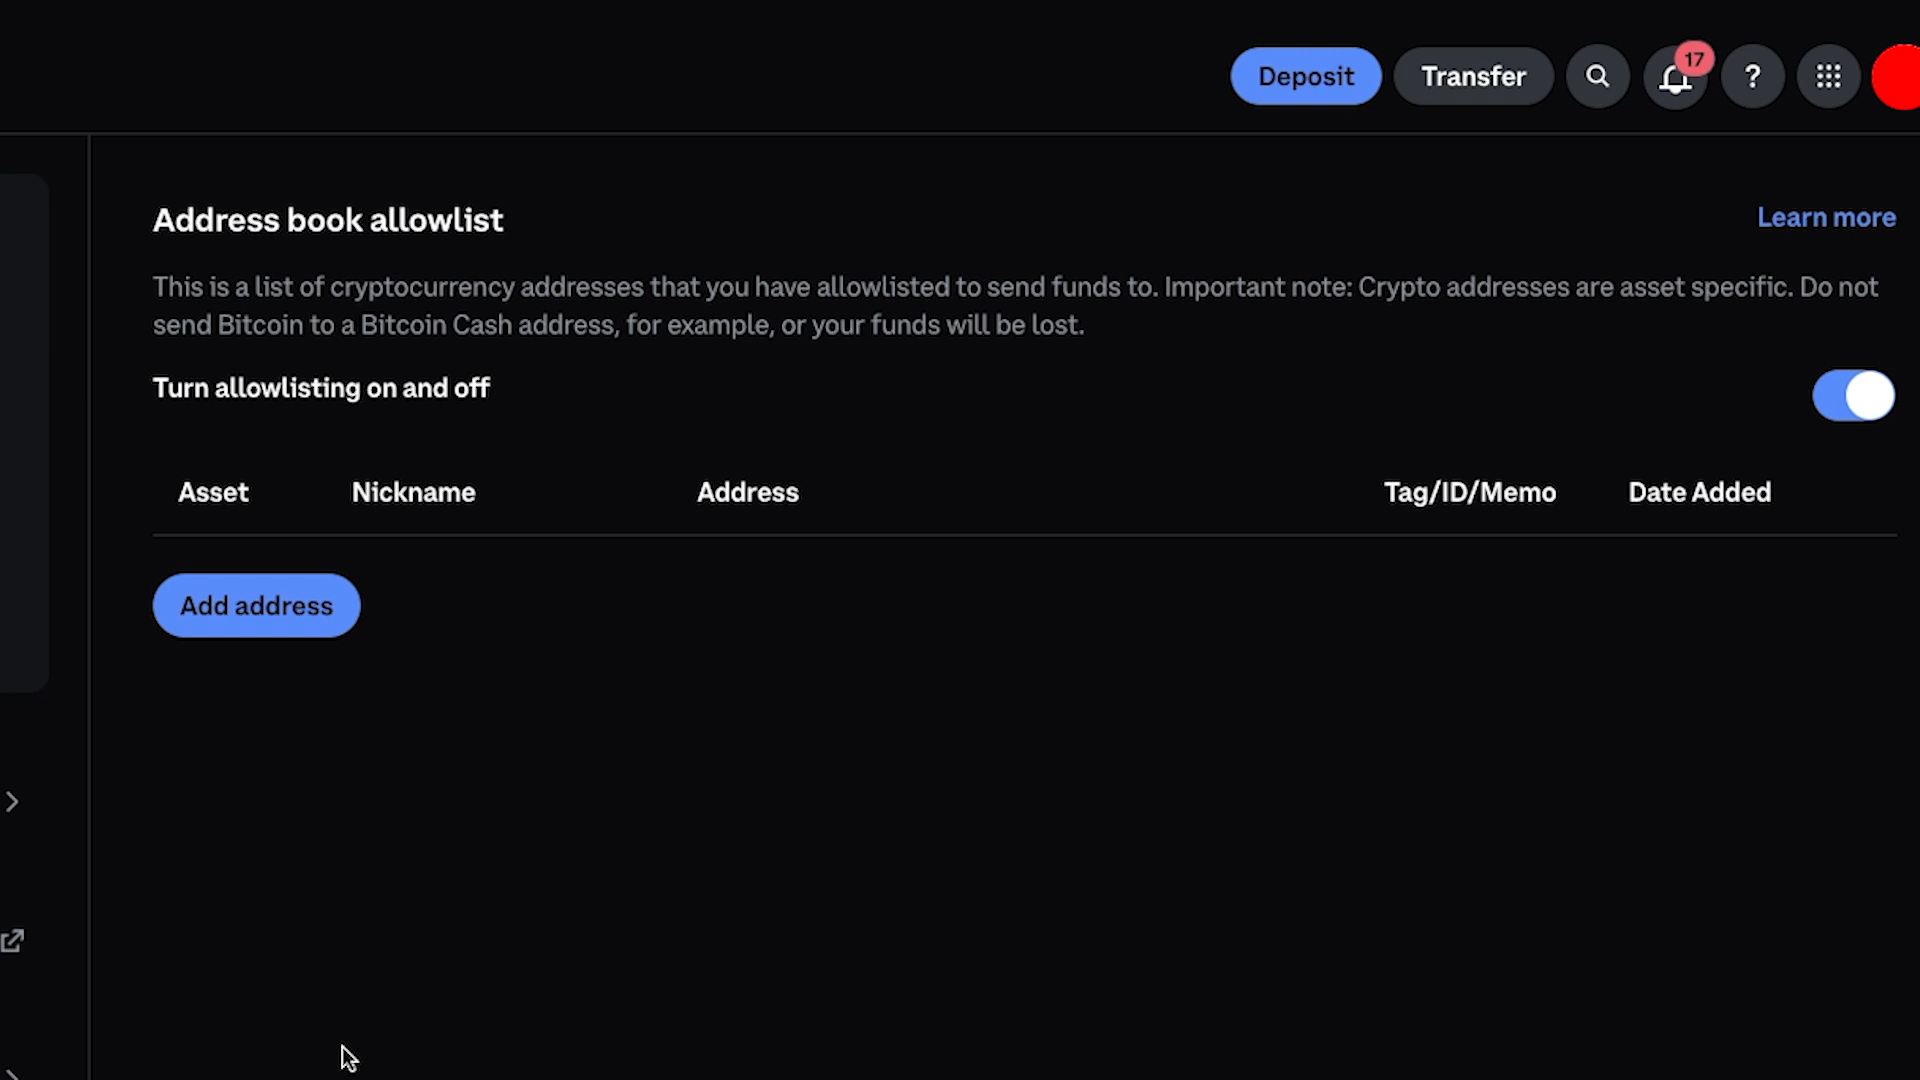 Deposit Transfer 17 ?
Address book allowlist Learn more
This is a list of cryptocurrency addresses that you have allowlisted to send funds to. Important note: Crypto addresses are asset specific. Do not
send Bitcoin to a Bitcoin Cash address, for example, or your funds will be lost.
Turn allowlisting on and off
Asset Nickname Address Tag/ID/Memo Date Added
Add address